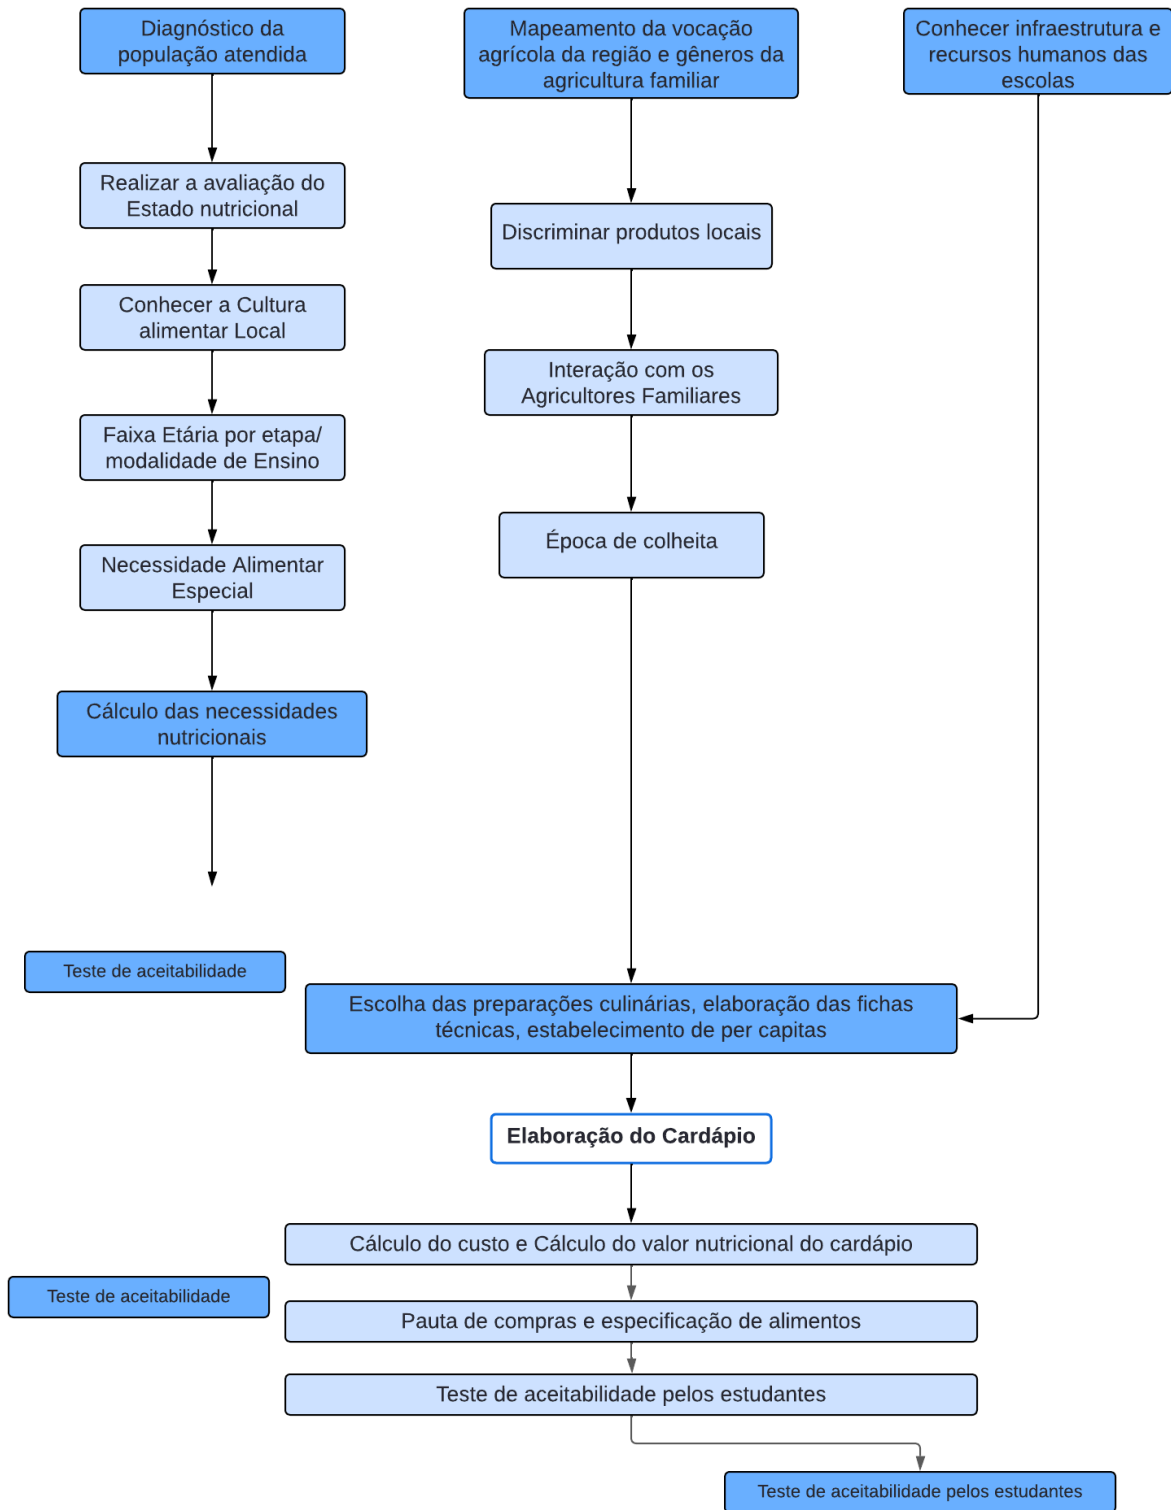 Diagnóstico da
população atendida
Mapeamento da vocação
agrícola da região e gêneros da
agricultura familiar
Conhecer infraestrutura e
recursos humanos das
escolas
Realizar a avaliação do
Estado nutricional
Conhecer a Cultura
alimentar Local
Faixa Etária por etapa/
modalidade de Ensino
Necessidade Alimentar
Especial
Cálculo das necessidades
nutricionais
Discriminar produtos locais
Interação com os
Agricultores Familiares
Época de colheita
Teste de aceitabilidade
Escolha das preparações culinárias, elaboração das fichas
técnicas, estabelecimento de per capitas
Elaboração do Cardápio
Cálculo do custo e Cálculo do valor nutricional do cardápio
Teste de aceitabilidade
Pauta de compras e especificação de alimentos
Teste de aceitabilidade pelos estudantes
Teste de aceitabilidade pelos estudantes